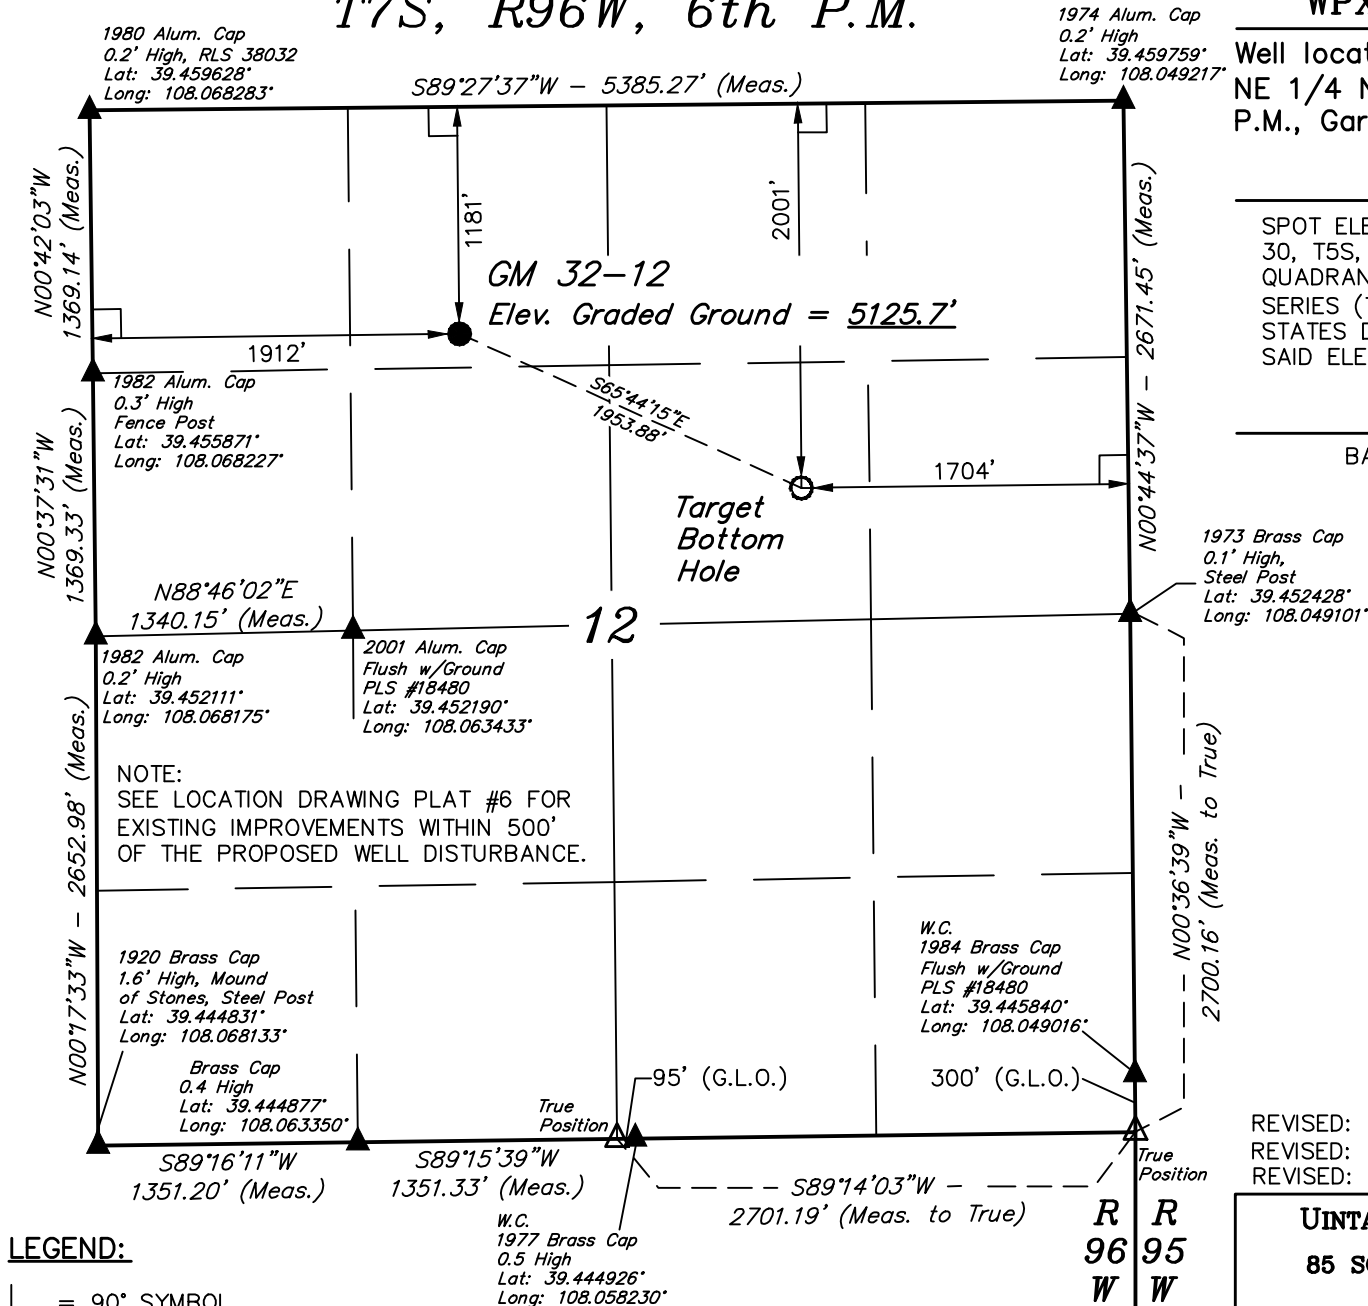 T7S, R96W, 6th P.M.
1980 Alum. Cap
0.2' High, RLS 38032
Lat: 39.459628°
Long: 108.068283°
S89°27'37"W – 5385.27' (Meas.)
1974 Alum. Cap
0.2' High
Lat: 39.459759°
Long: 108.049217°
WPX
Well locat
NE 1/4 N
P.M., Gar
N00°42'03"W
1369.14' (Meas.)
1181'
2001'
GM 32-12
Elev. Graded Ground = 5125.7'
1912'
N00°44'37"W – 2671.45' (Meas.)
SPOT ELE
30, T5S,
QUADRAN
SERIES (
STATES D
SAID ELE
1982 Alum. Cap
0.3' High
Fence Post
Lat: 39.455871°
Long: 108.068227°
S65°44'15"E
1953.88'
N00°37'31"W
1369.33' (Meas.)
1704'
BA
Target
Bottom
Hole
1973 Brass Cap
0.1' High,
Steel Post
Lat: 39.452428°
Long: 108.049101°
N88°46'02"E
1340.15' (Meas.)
12
1982 Alum. Cap
0.2' High
Lat: 39.452111°
Long: 108.068175°
2001 Alum. Cap
Flush w/Ground
PLS #18480
Lat: 39.452190°
Long: 108.063433°
NOTE:
SEE LOCATION DRAWING PLAT #6 FOR
EXISTING IMPROVEMENTS WITHIN 500'
OF THE PROPOSED WELL DISTURBANCE.
N00°17'33"W – 2652.98' (Meas.)
N00°36'39"W –
2700.16' (Meas. to True)
1920 Brass Cap
1.6' High, Mound
of Stones, Steel Post
Lat: 39.444831°
Long: 108.068133°
W.C.
1984 Brass Cap
Flush w/Ground
PLS #18480
Lat: 39.445840°
Long: 108.049016°
Brass Cap
0.4 High
Lat: 39.444877°
Long: 108.063350°
True
Position
95' (G.L.O.)
300' (G.L.O.)
True
Position
S89°16'11"W
1351.20' (Meas.)
S89°15'39"W
1351.33' (Meas.)
S89°14'03"W
2701.19' (Meas. to True)
W.C.
1977 Brass Cap
0.5 High
Lat: 39.444926°
Long: 108.058230°
R R
96 95
W W
REVISED:
REVISED:
REVISED:
UINTA
85 S
LEGEND:
= 90° SYMBOL